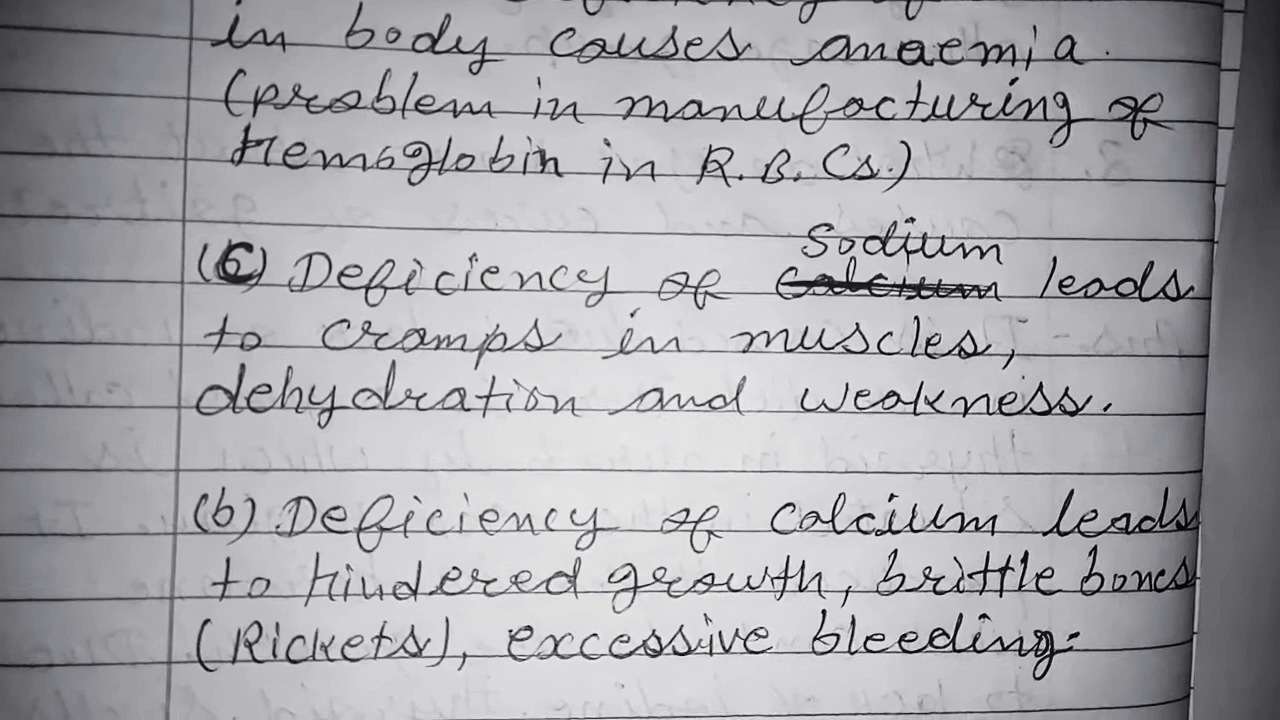 in body causes anaemia.
(problem in manufacturing of
Hemoglobin in R.B.Cs.)
Sodium
(C) Deficiency of Calcium leads
to cramps in muscles,
dehydration and weakness.
(b) Deficiency of calcium leads
to hindered growth, brittle bones
(Rickets), excessive bleeding.